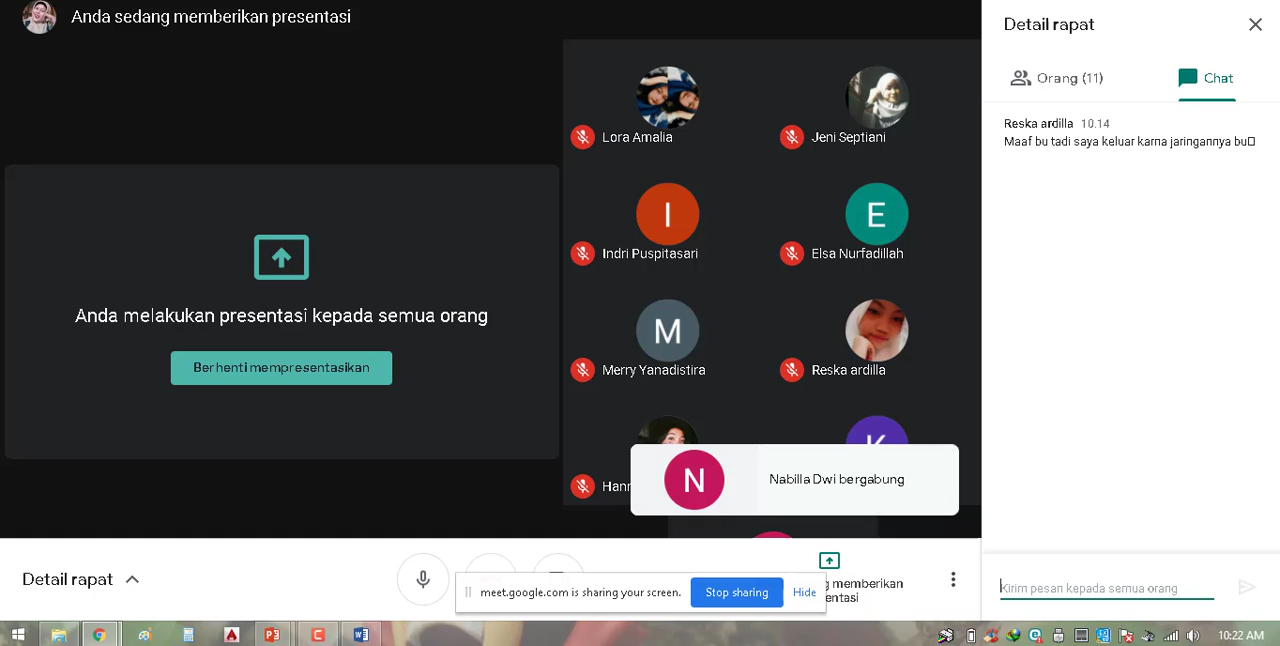 Anda sedang memberikan presentasi
Anda melakukan presentasi kepada semua orang
Berhenti mempresentasikan
Lora Amalia
Jeni Septiani
I
E
Indri Puspitasari
Elsa Nurfadillah
M
Merry Yanadistira
Reska ardilla
K
Hann
N
Nabilla Dwi bergabung
Detail rapat
meet.google.com is sharing your screen.
Stop sharing
Hide
memberikan
entasi
Detail rapat
Orang (11)
Chat
Reska ardilla 10.14
Maaf bu tadi saya keluar karna jaringannya bu
Kirim pesan kepada semua orang
10:22 AM